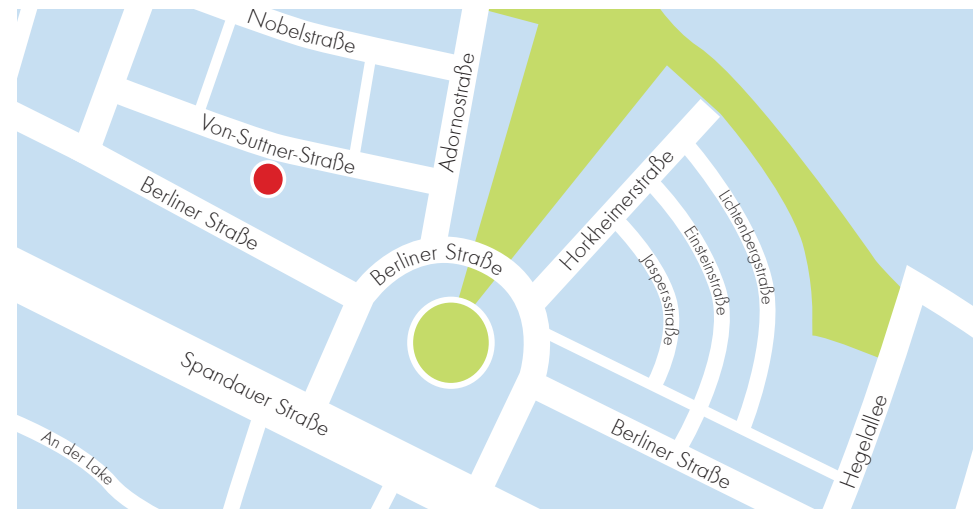 Nobelstraße
Adornostraße
Von-Suttner-Straße
Berliner Straße
Berliner Straße
Horkheimerstraße
Lichtenbergstraße
Einsteinstraße
Jaspersstraße
Spandauer Straße
Berliner Straße
Hegelallee
An der Lake